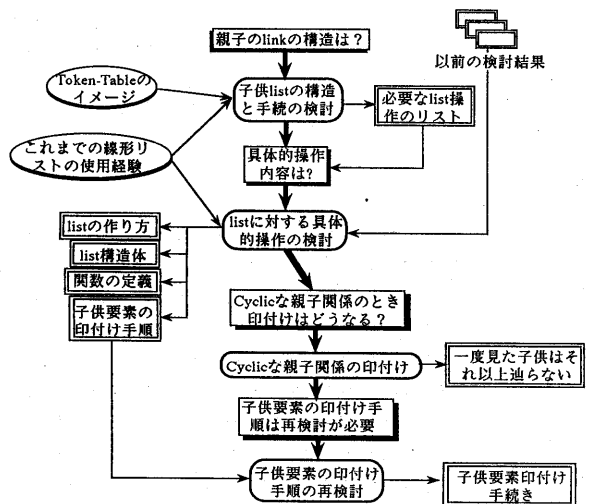 親子のlinkの構造は？
以前の検討結果
Token-Tableの
イメージ
子供listの構造
と手続の検討
必要なlist操
作のリスト
これまでの線形リ
ストの使用経験
具体的操作
内容は?
listの作り方
listに対する具体
的操作の検討
list構造体
関数の定義
子供要素の
印付け手順
Cyclicな親子関係のとき
印付けはどうなる？
Cyclicな親子関係の印付け
一度見た子供はそ
れ以上辿らない
子供要素の印付け手
順は再検討が必要
子供要素の印付け
手順の再検討
子供要素印付け
手続き